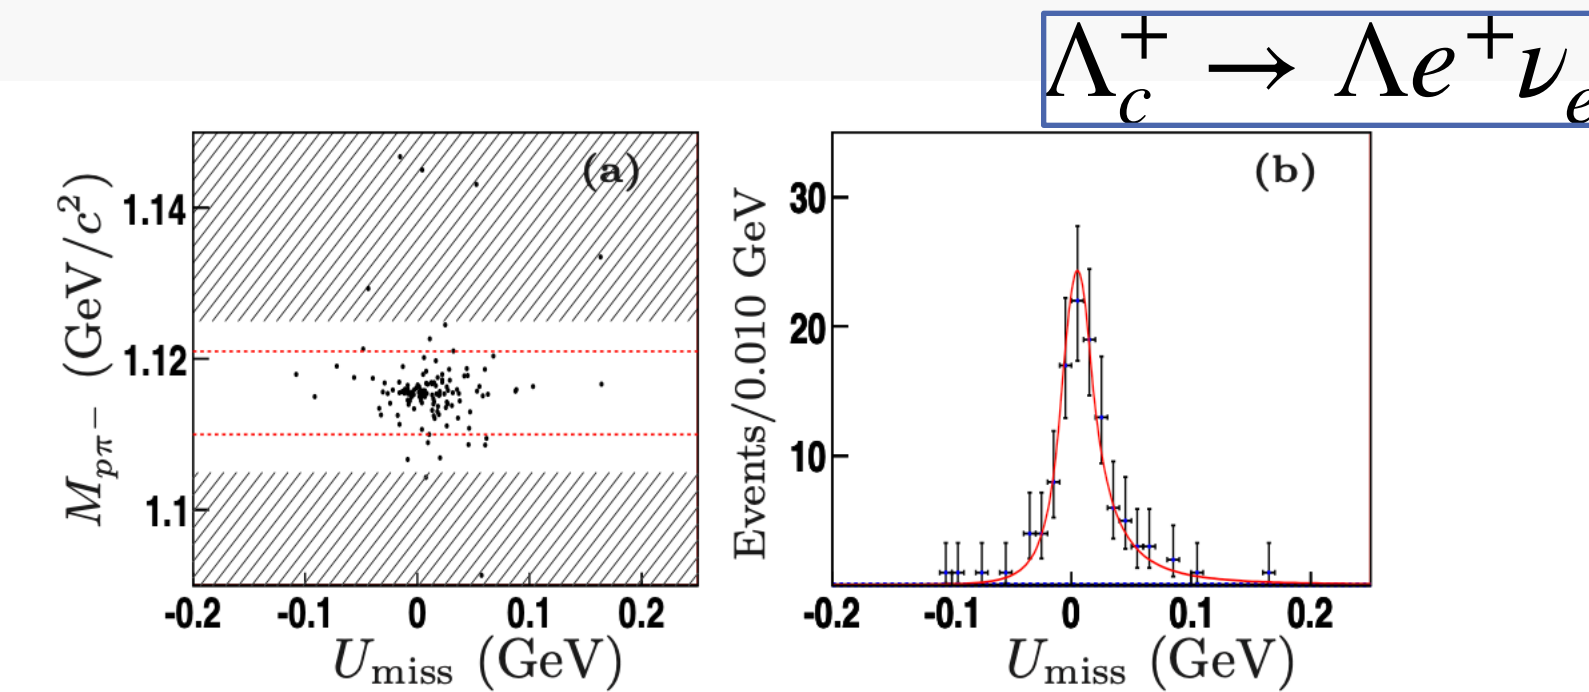 Λ_c^+ → Λe^+ν_e
(a)
M_{pπ^-} (GeV/c^2)
1.14
1.12
1.1
-0.2 -0.1 0 0.1 0.2
U_miss (GeV)
(b)
Events/0.010 GeV
30
20
10
-0.2 -0.1 0 0.1 0.2
U_miss (GeV)